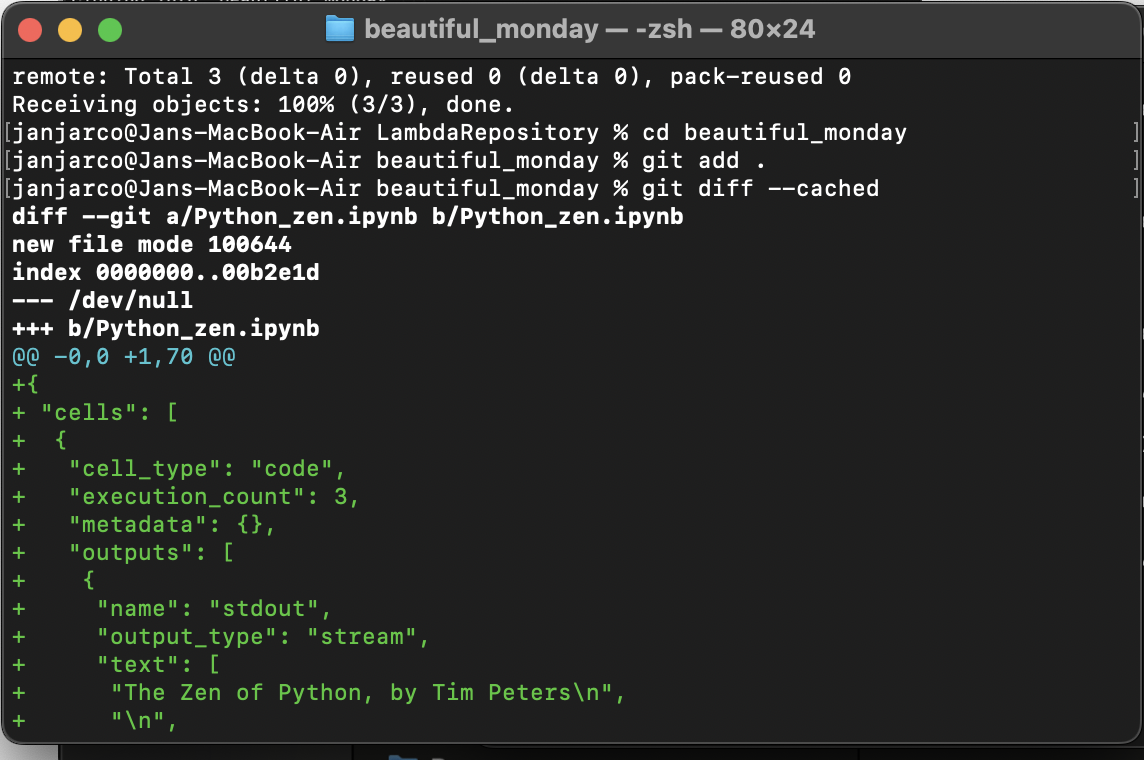 beautiful_monday — -zsh — 80×24
remote: Total 3 (delta 0), reused 0 (delta 0), pack-reused 0
Receiving objects: 100% (3/3), done.
[janjarco@Jans-MacBook-Air LambdaRepository % cd beautiful_monday ]
[janjarco@Jans-MacBook-Air beautiful_monday % git add . ]
[janjarco@Jans-MacBook-Air beautiful_monday % git diff --cached ]
diff --git a/Python_zen.ipynb b/Python_zen.ipynb
new file mode 100644
index 0000000..00b2e1d
--- /dev/null
+++ b/Python_zen.ipynb
@@ -0,0 +1,70 @@
+{
+ "cells": [
+  {
+   "cell_type": "code",
+   "execution_count": 3,
+   "metadata": {},
+   "outputs": [
+    {
+     "name": "stdout",
+     "output_type": "stream",
+     "text": [
+      "The Zen of Python, by Tim Peters\n",
+      "\n",